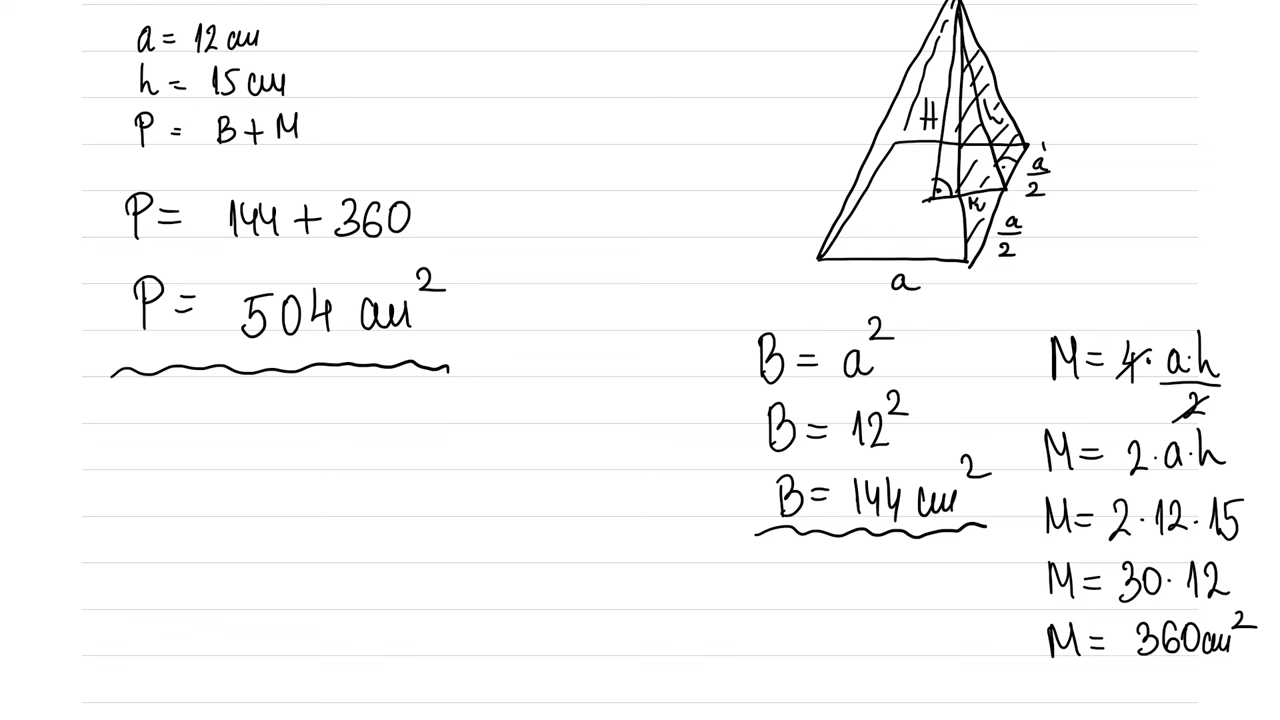 a = 12 cm
h = 15 cm
P = B + M
P = 144 + 360
P = 504 cm²
H
h
a/2
a/2
a
B = a²
B = 12²
B = 144 cm²
M = 4 · a·h/2
M = 2 · a · h
M = 2 · 12 · 15
M = 30 · 12
M = 360 cm²